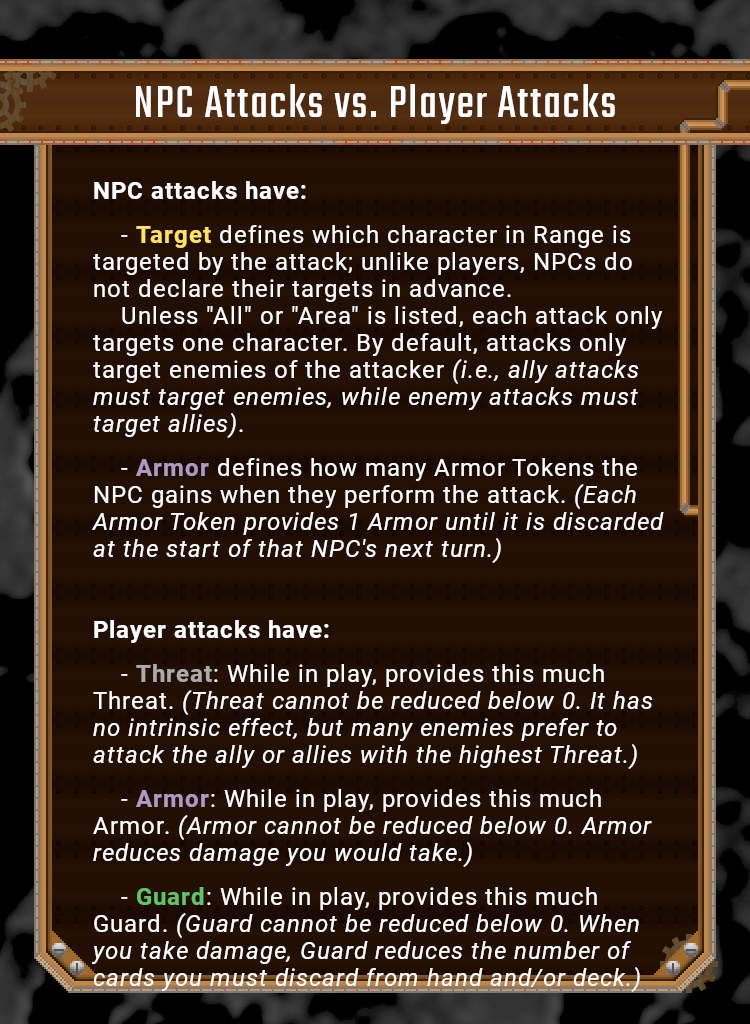 NPC Attacks vs. Player Attacks
NPC attacks have:
- Target defines which character in Range is
targeted by the attack; unlike players, NPCs do
not declare their targets in advance.
Unless "All" or "Area" is listed, each attack only
targets one character. By default, attacks only
target enemies of the attacker (i.e., ally attacks
must target enemies, while enemy attacks must
target allies).
- Armor defines how many Armor Tokens the
NPC gains when they perform the attack. (Each
Armor Token provides 1 Armor until it is discarded
at the start of that NPC's next turn.)
Player attacks have:
- Threat: While in play, provides this much
Threat. (Threat cannot be reduced below 0. It has
no intrinsic effect, but many enemies prefer to
attack the ally or allies with the highest Threat.)
- Armor: While in play, provides this much
Armor. (Armor cannot be reduced below 0. Armor
reduces damage you would take.)
- Guard: While in play, provides this much
Guard. (Guard cannot be reduced below 0. When
you take damage, Guard reduces the number of
cards you must discard from hand and/or deck.)